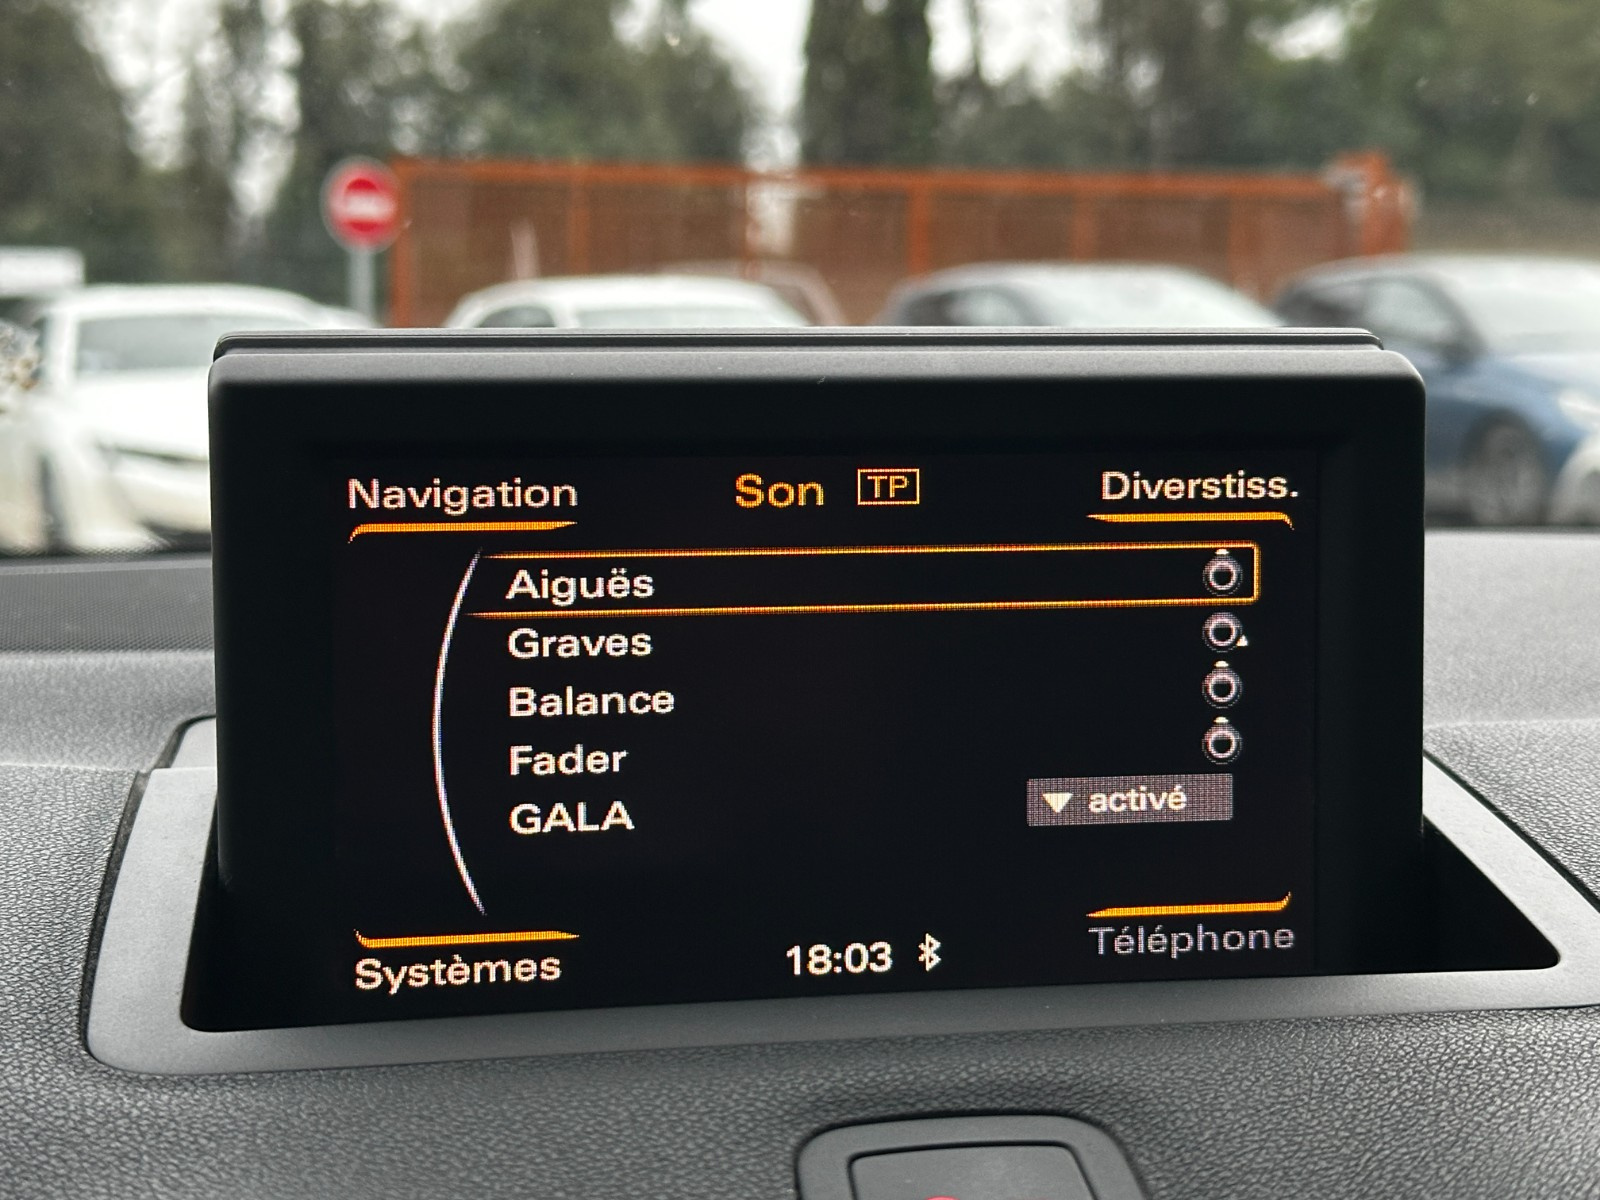 Navigation
Son TP
Diverstiss.
Aiguës
Graves
Balance
Fader
GALA
activé
Systèmes
18:03
Téléphone